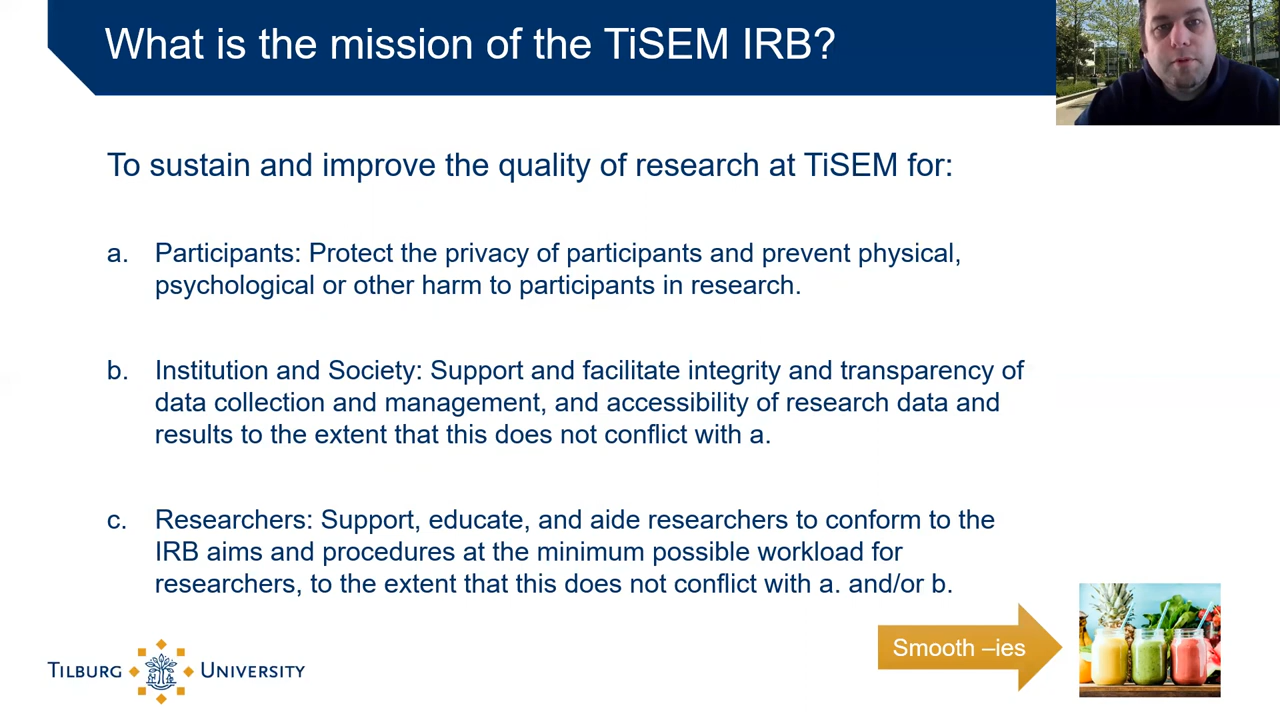 What is the mission of the TiSEM IRB?
To sustain and improve the quality of research at TiSEM for:
a. Participants: Protect the privacy of participants and prevent physical,
psychological or other harm to participants in research.
b. Institution and Society: Support and facilitate integrity and transparency of
data collection and management, and accessibility of research data and
results to the extent that this does not conflict with a.
c. Researchers: Support, educate, and aide researchers to conform to the
IRB aims and procedures at the minimum possible workload for
researchers, to the extent that this does not conflict with a. and/or b.
Smooth –ies
TILBURG UNIVERSITY